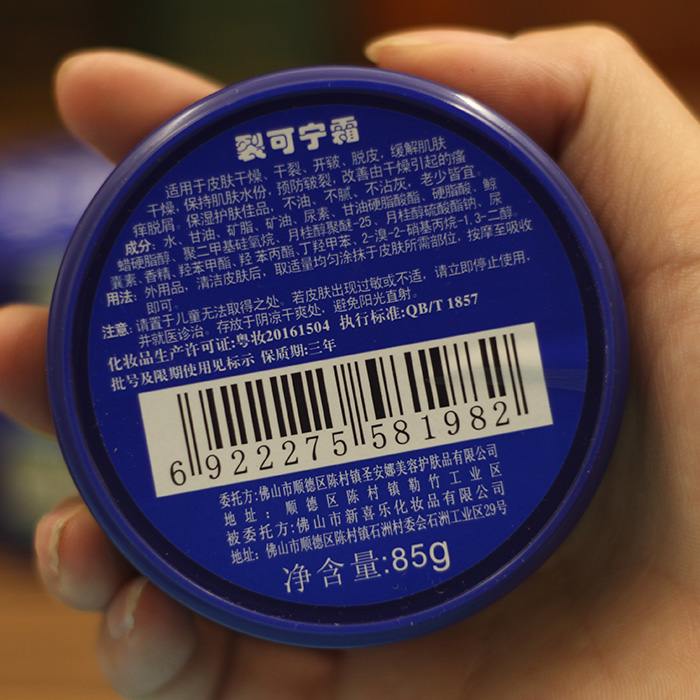 裂可宁霜
适用于皮肤干燥、干裂、开皲、脱皮，缓解肌肤
干燥，保持肌肤水份，预防皲裂，改善由干燥引起的瘙
痒脱屑。保湿护肤佳品，不油、不腻、不沾灰，老少皆宜。
成分：水、甘油、矿脂、矿油、尿素、甘油硬脂酸酯、硬脂酸、鲸
蜡硬脂醇、聚二甲基硅氧烷、月桂醇聚醚-25、月桂醇硫酸酯钠、尿
囊素、香精、羟苯甲酯、羟苯丙酯、丁羟甲苯、2-溴-2-硝基丙烷-1,3-二醇。
用法：外用品，清洁皮肤后，取适量均匀涂抹于皮肤所需部位，按摩至吸收
即可。
注意：请置于儿童无法取得之处。若皮肤出现过敏或不适，请立即停止使用，
并就医诊治。存放于阴凉干爽处，避免阳光直射。
化妆品生产许可证:粤妆20161504 执行标准:QB/T 1857
批号及限期使用见标示 保质期:三年
6 922275 581982
委托方:佛山市顺德区陈村镇圣安娜美容护肤品有限公司
地址：顺德区陈村镇勒竹工业区
被委托方:佛山市新喜乐化妆品有限公司
地址:佛山市顺德区陈村镇石洲村委会石洲工业区29号
净含量:85g